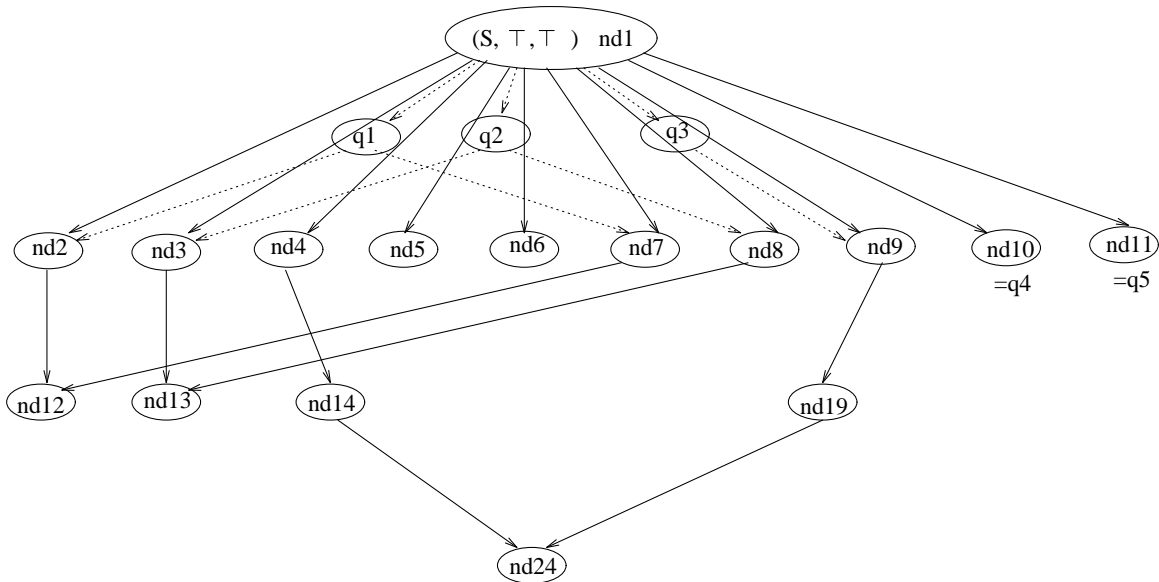 (S, ⊤,⊤ ) nd1
q1 q2 q3
nd2 nd3 nd4 nd5 nd6 nd7 nd8 nd9 nd10 nd11
=q4 =q5
nd12 nd13 nd14 nd19
nd24